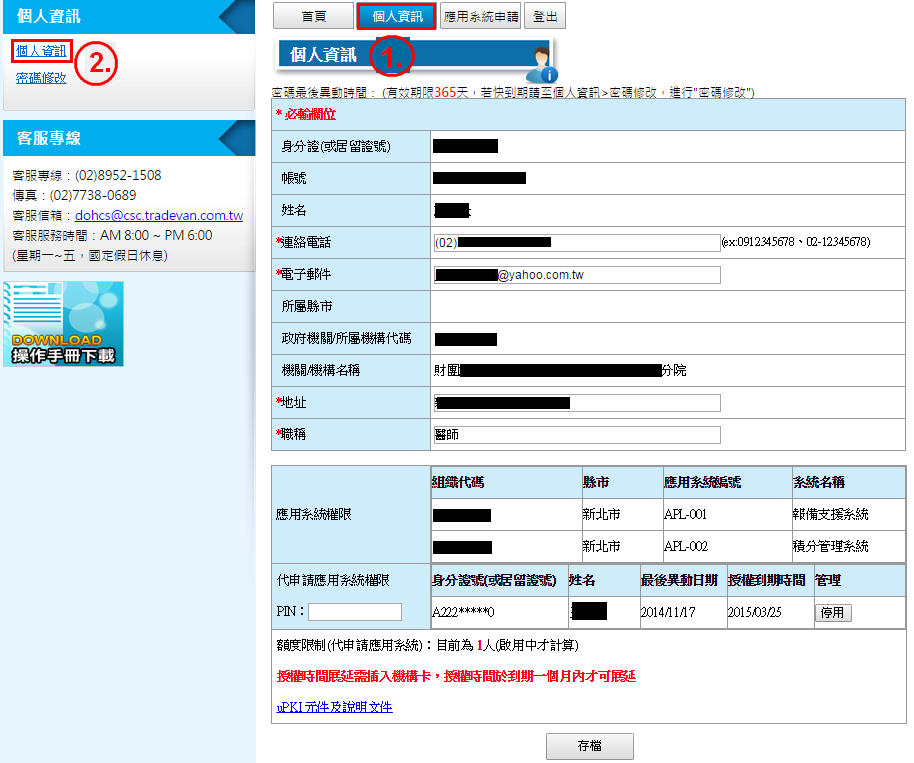 個人資訊
個人資訊
密碼修改
2.
客服專線
客服專線：(02)8952-1508
傳真：(02)7738-0689
客服信箱：dohcs@csc.tradevan.com.tw
客服服務時間：AM 8:00 ~ PM 6:00
(星期一~五，國定假日休息)
DOWNLOAD
操作手冊下載
首頁 個人資訊 應用系統申請 登出
個人資訊 1.
密碼最後異動時間： (有效期限365天，若快到期請至個人資訊>密碼修改，進行"密碼修改")
* 必輸欄位
身分證(或居留證號)
帳號
姓名
*連絡電話 (02) (ex:0912345678、02-12345678)
*電子郵件 @yahoo.com.tw
所屬縣市
政府機關/所屬機構代碼
機關/機構名稱 財團 分院
*地址
*職稱 醫師
應用系統權限
組織代碼 縣市 應用系統編號 系統名稱
新北市 APL-001 報備支援系統
新北市 APL-002 積分管理系統
代申請應用系統權限
PIN：
身分證號(或居留證號) 姓名 最後異動日期 授權到期時間 管理
A222*****0 2014/11/17 2015/03/25 停用
額度限制(代申請應用系統)：目前為 1人(啟用中才計算)
授權時間展延需插入機構卡，授權時間於到期一個月內才可展延
uPKI 元件及說明文件
存檔